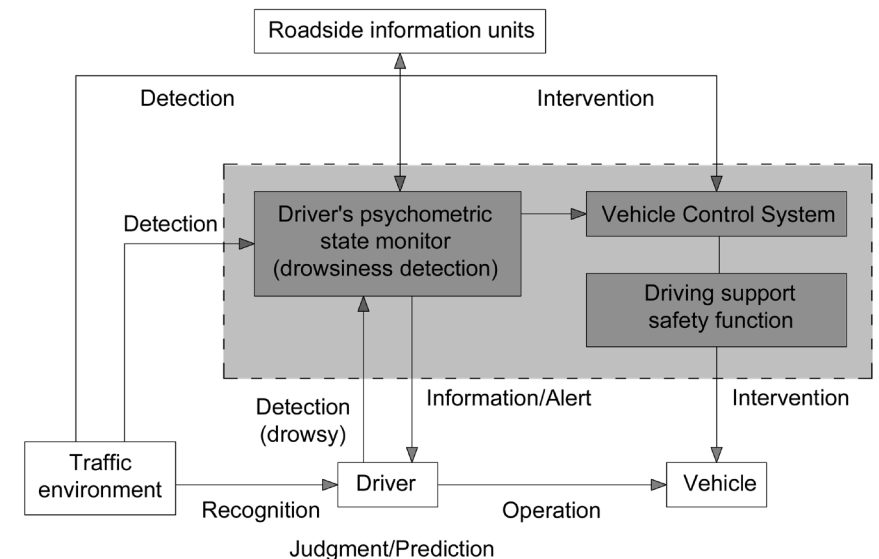 Roadside information units
Detection
Intervention
Detection
Driver's psychometric
state monitor
(drowsiness detection)
Vehicle Control System
Driving support
safety function
Detection
(drowsy)
Information/Alert
Intervention
Traffic
environment
Recognition
Driver
Operation
Vehicle
Judgment/Prediction